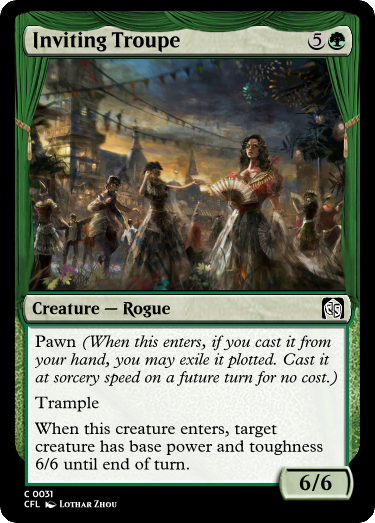 Inviting Troupe 5
Creature — Rogue
Pawn (When this enters, if you cast it from
your hand, you may exile it plotted. Cast it
at sorcery speed on a future turn for no cost.)
Trample
When this creature enters, target
creature has base power and toughness
6/6 until end of turn.
6/6
C 0031
CFL Lothar Zhou